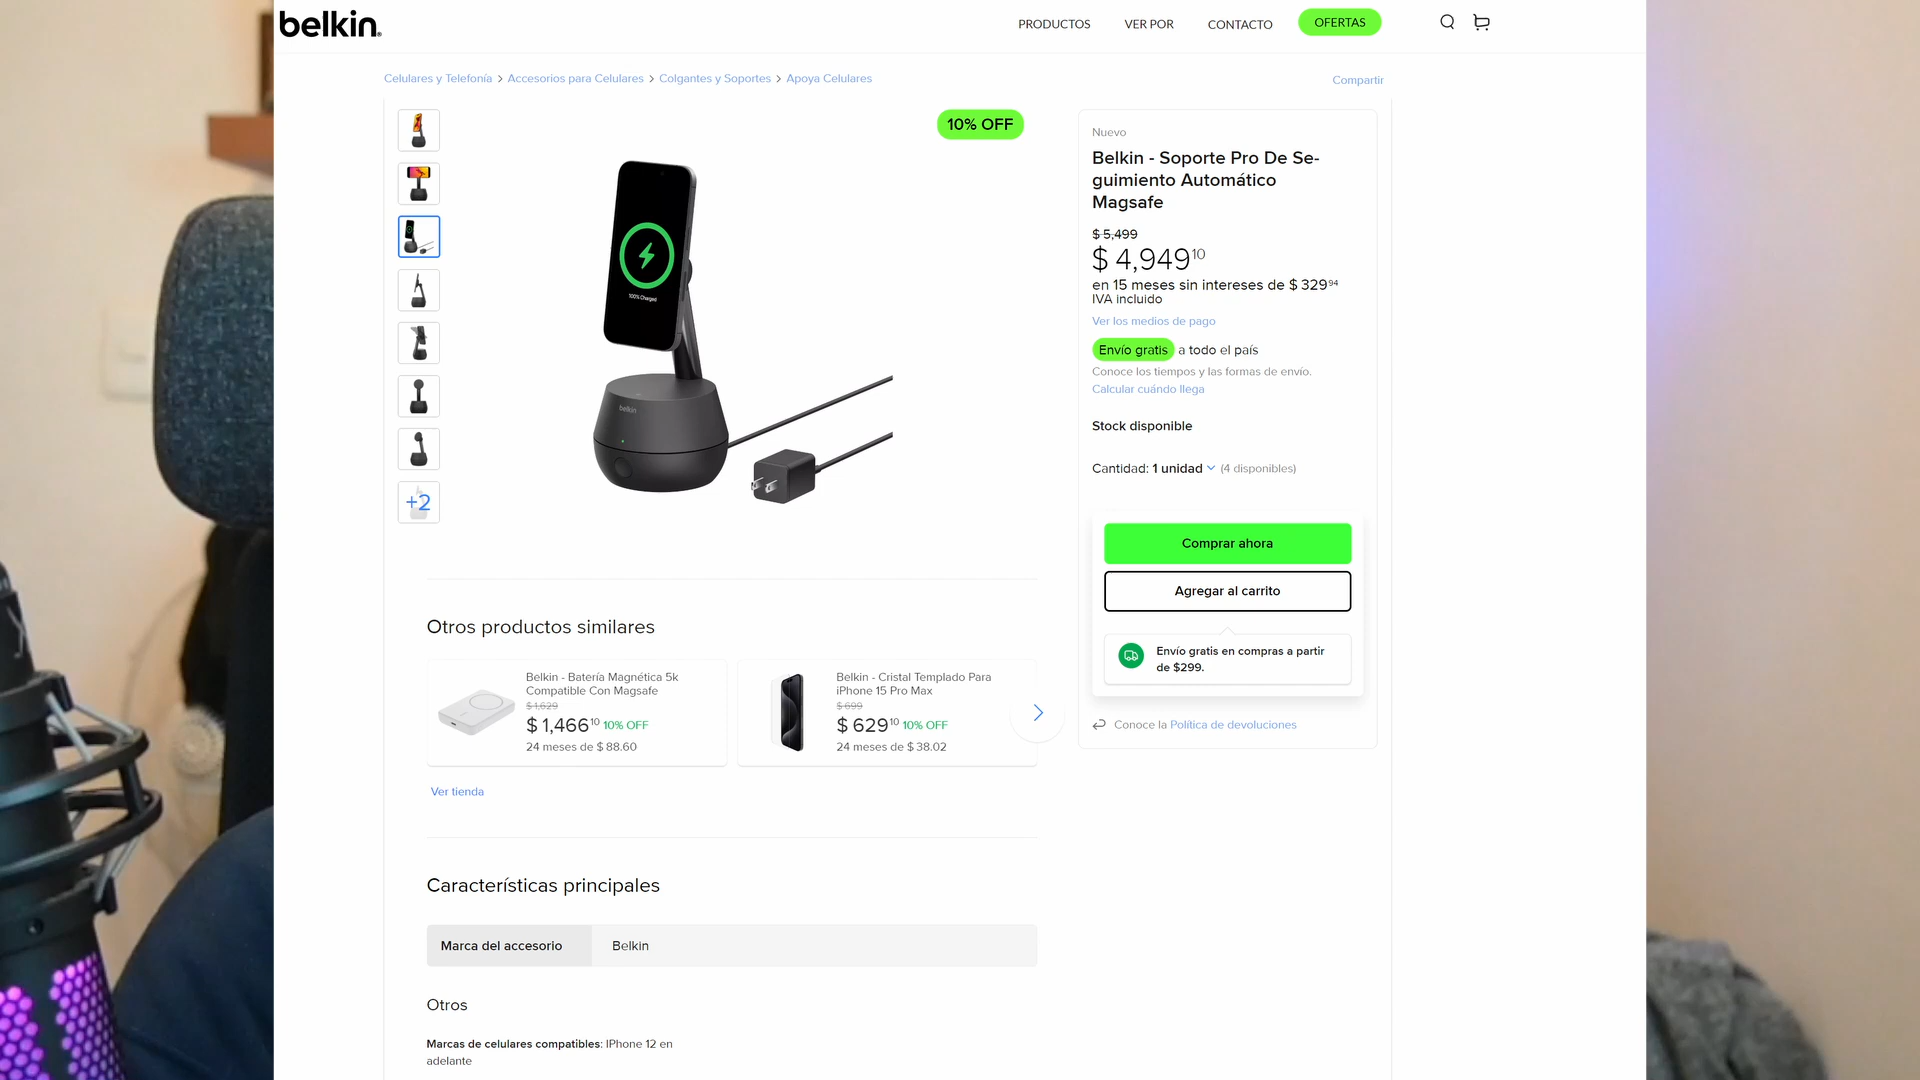 belkin.
PRODUCTOS
VER POR
CONTACTO
OFERTAS
Celulares y Telefonía > Accesorios para Celulares > Colgantes y Soportes > Apoya Celulares
Compartir
10% OFF
100% Charged
belkin
+2
Nuevo
Belkin - Soporte Pro De Se-
guimiento Automático
Magsafe
$ 5,499
$ 4,949 10
en 15 meses sin intereses de $ 329 94
IVA incluido
Ver los medios de pago
Envío gratis a todo el país
Conoce los tiempos y las formas de envío.
Calcular cuándo llega
Stock disponible
Cantidad: 1 unidad (4 disponibles)
Comprar ahora
Agregar al carrito
Envío gratis en compras a partir
de $299.
Conoce la Política de devoluciones
Otros productos similares
Belkin - Batería Magnética 5k
Compatible Con Magsafe
$ 1,629
$ 1,466 10 10% OFF
24 meses de $ 88.60
Belkin - Cristal Templado Para
iPhone 15 Pro Max
$ 699
$ 629 10 10% OFF
24 meses de $ 38.02
Ver tienda
Características principales
Marca del accesorio
Belkin
Otros
Marcas de celulares compatibles: IPhone 12 en
adelante